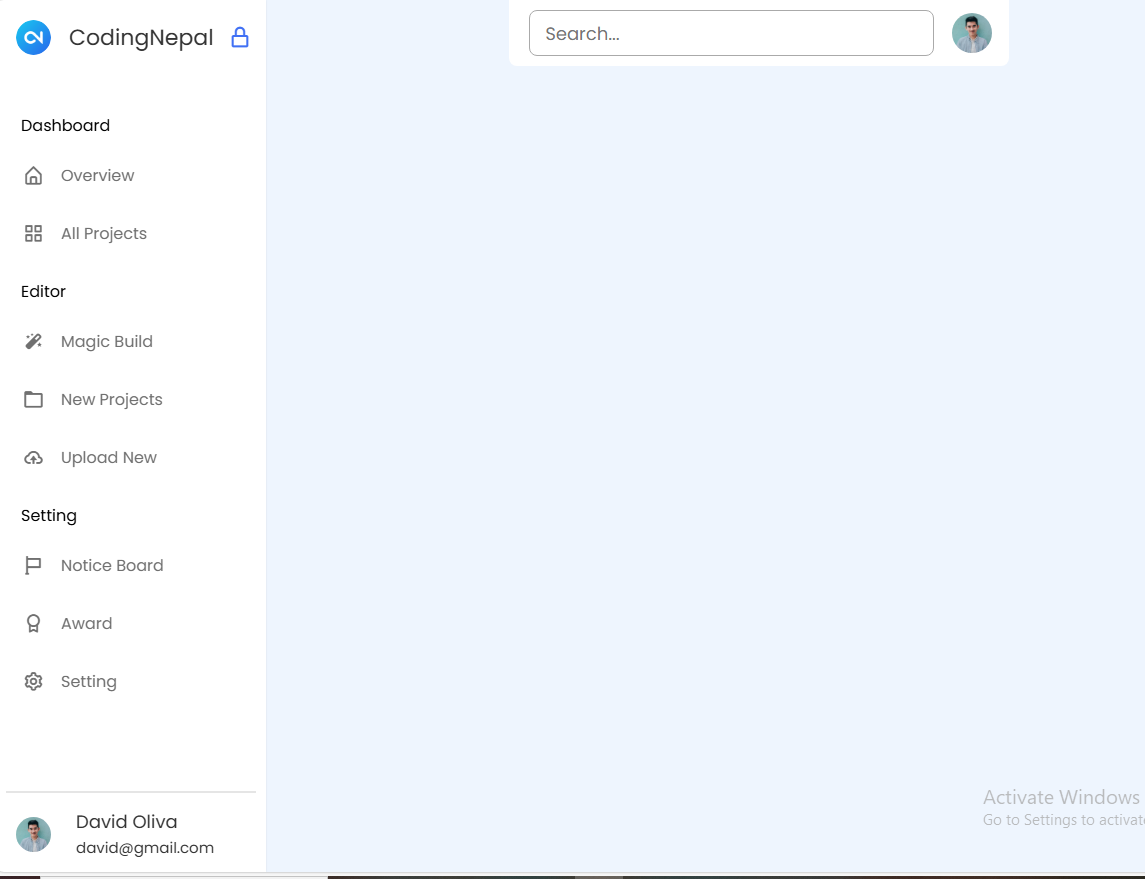 CodingNepal
Search...
Dashboard
Overview
All Projects
Editor
Magic Build
New Projects
Upload New
Setting
Notice Board
Award
Setting
David Oliva
david@gmail.com
Activate Windows
Go to Settings to activate